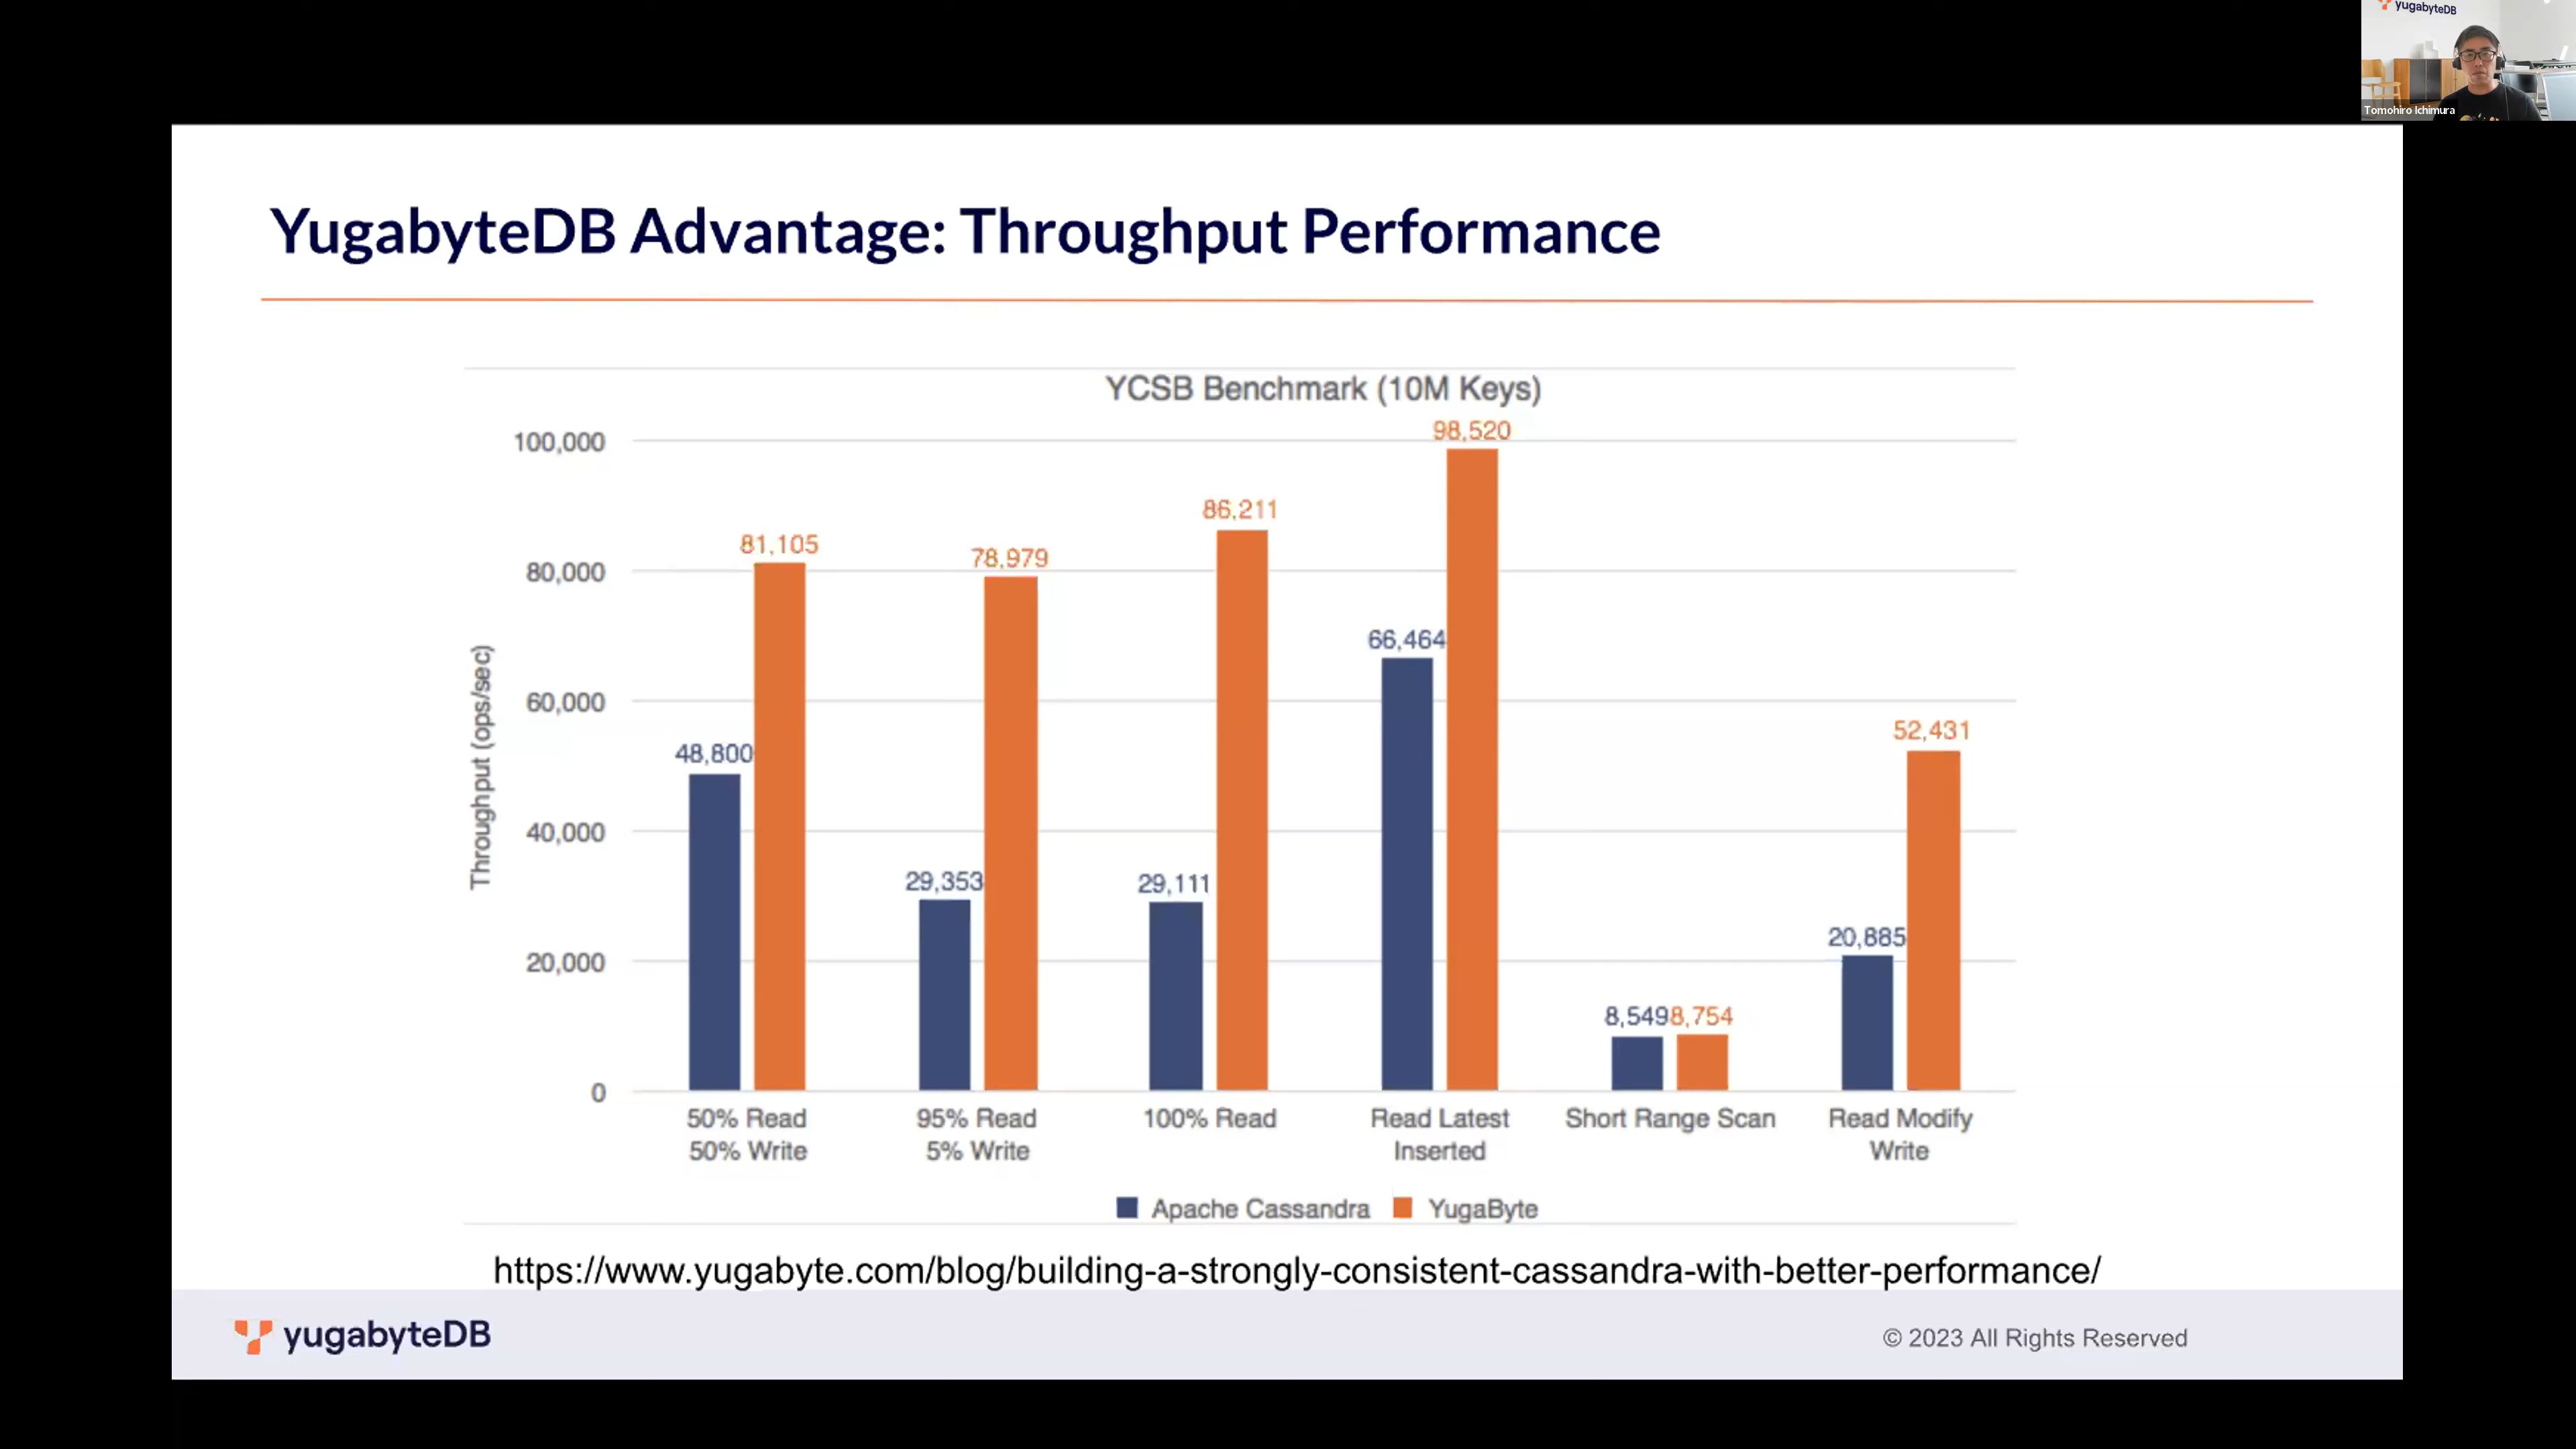 yugabyteDB
Tomohiro Ichimura
YugabyteDB Advantage: Throughput Performance
YCSB Benchmark (10M Keys)
Throughput (ops/sec)
100,000
80,000
60,000
40,000
20,000
0
48,800
81,105
29,353
78,979
29,111
86,211
66,464
98,520
8,549
8,754
20,885
52,431
50% Read
50% Write
95% Read
5% Write
100% Read
Read Latest
Inserted
Short Range Scan
Read Modify
Write
Apache Cassandra
YugaByte
https://www.yugabyte.com/blog/building-a-strongly-consistent-cassandra-with-better-performance/
yugabyteDB
© 2023 All Rights Reserved